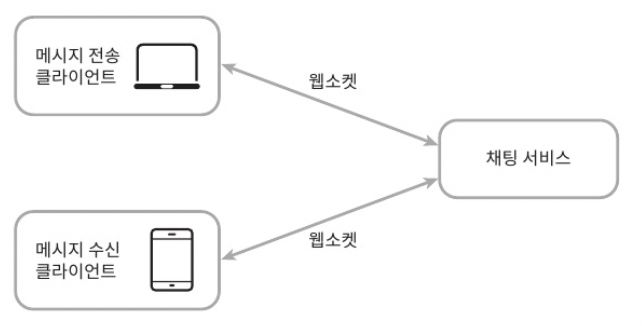 메시지 전송
클라이언트
웹소켓
채팅 서비스
메시지 수신
클라이언트
웹소켓